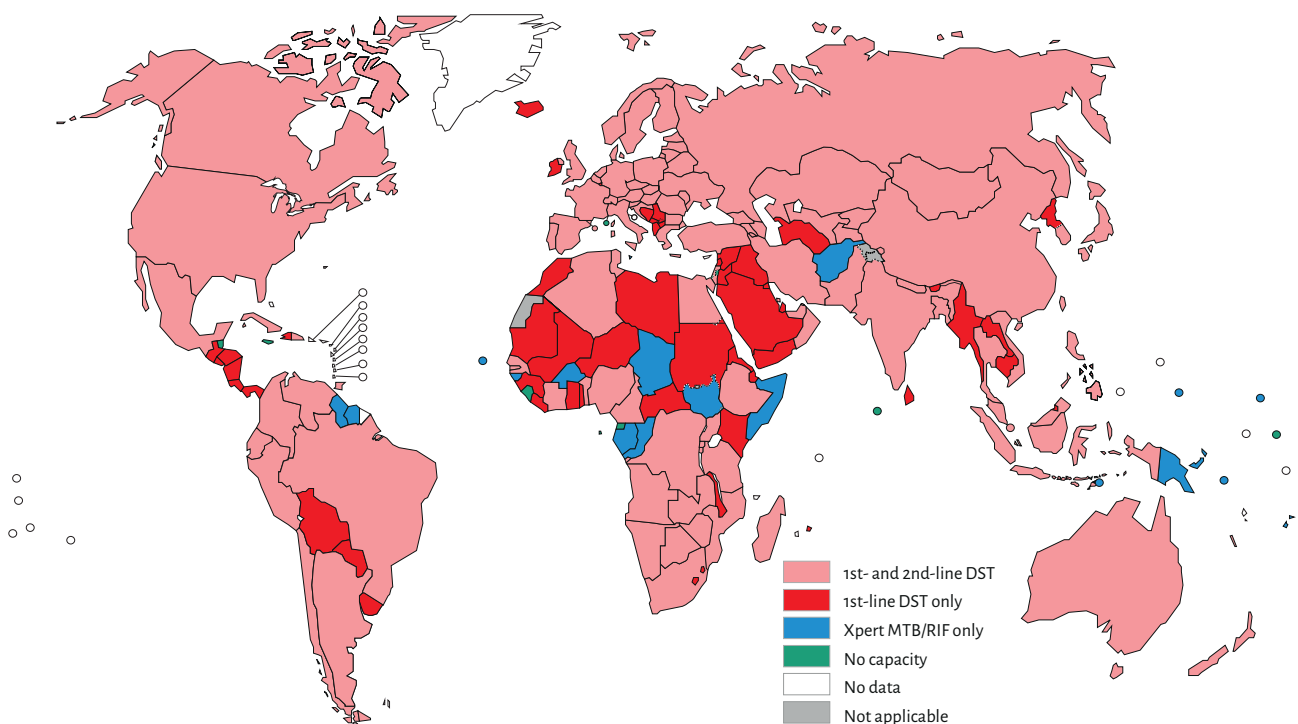 1st- and 2nd-line DST
1st-line DST only
Xpert MTB/RIF only
No capacity
No data
Not applicable